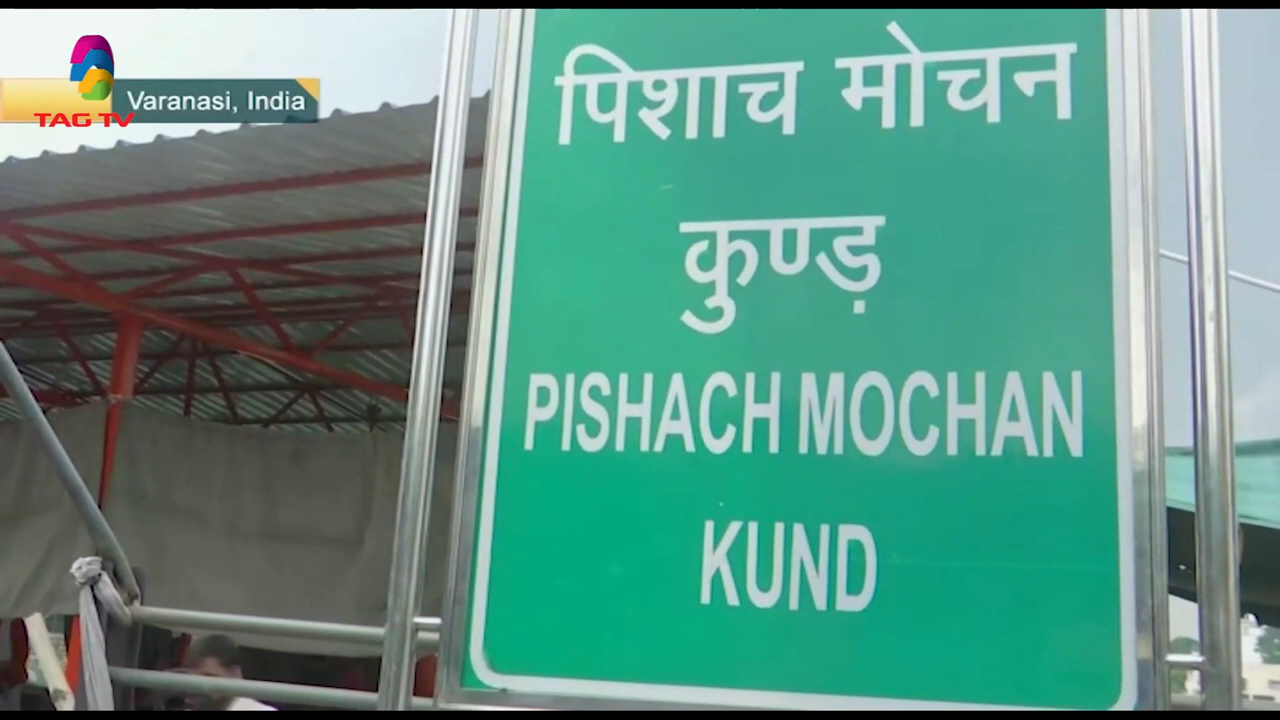 TAG TV
Varanasi, India
पिशाच मोचन
कुण्ड़
PISHACH MOCHAN
KUND